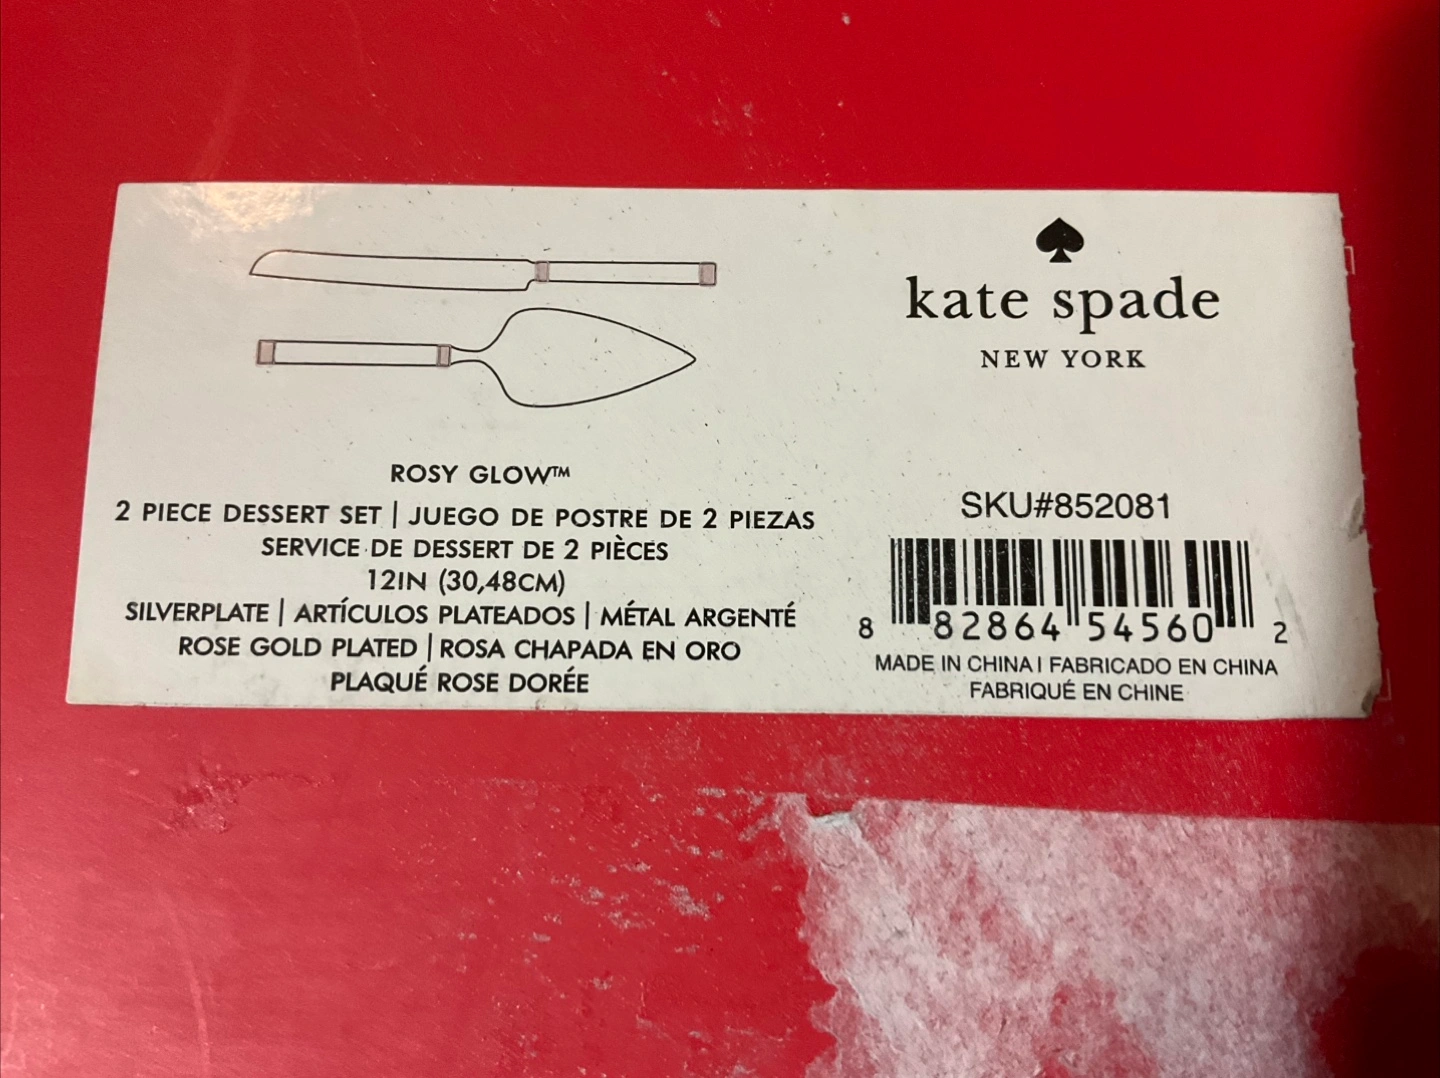 kate spade
NEW YORK
ROSY GLOW™
2 PIECE DESSERT SET | JUEGO DE POSTRE DE 2 PIEZAS
SERVICE DE DESSERT DE 2 PIÈCES
12IN (30,48CM)
SILVERPLATE | ARTÍCULOS PLATEADOS | MÉTAL ARGENTÉ
ROSE GOLD PLATED | ROSA CHAPADA EN ORO
PLAQUÉ ROSE DORÉE
SKU#852081
8 82864 54560 2
MADE IN CHINA | FABRICADO EN CHINA
FABRIQUÉ EN CHINE